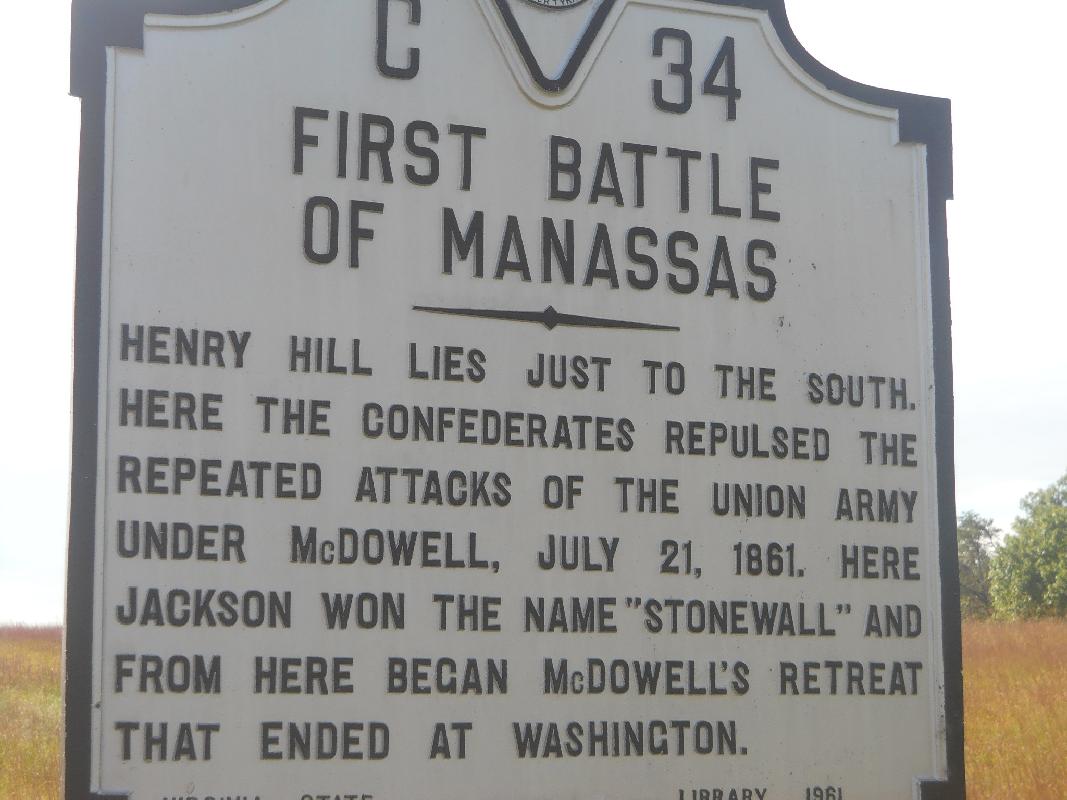 C 34
FIRST BATTLE
OF MANASSAS
HENRY HILL LIES JUST TO THE SOUTH.
HERE THE CONFEDERATES REPULSED THE
REPEATED ATTACKS OF THE UNION ARMY
UNDER McDOWELL, JULY 21, 1861. HERE
JACKSON WON THE NAME "STONEWALL" AND
FROM HERE BEGAN McDOWELL'S RETREAT
THAT ENDED AT WASHINGTON.
VIRGINIA STATE LIBRARY 1961